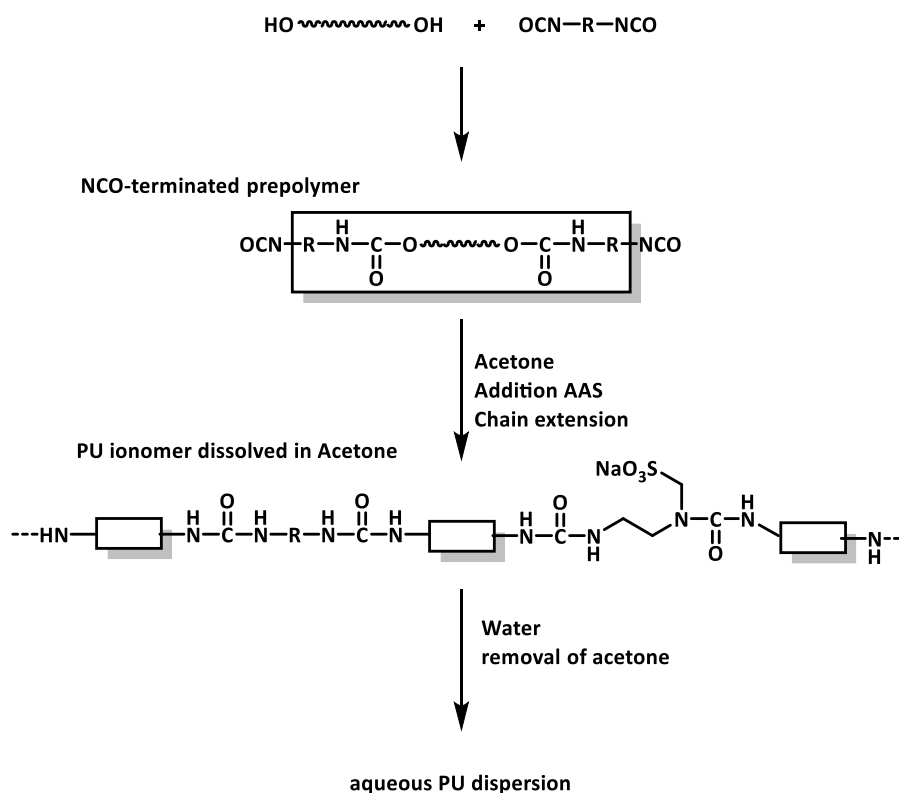 HO OH + OCN—R—NCO
NCO-terminated prepolymer
H H
OCN—R—N—C—O O—C—N—R—NCO
O O
Acetone
Addition AAS
Chain extension
PU ionomer dissolved in Acetone
NaO₃S
O O O
H H H H H H
---HN N—C—N—R—N—C—N N—C—N N—C—N N--
H O H
Water
removal of acetone
aqueous PU dispersion